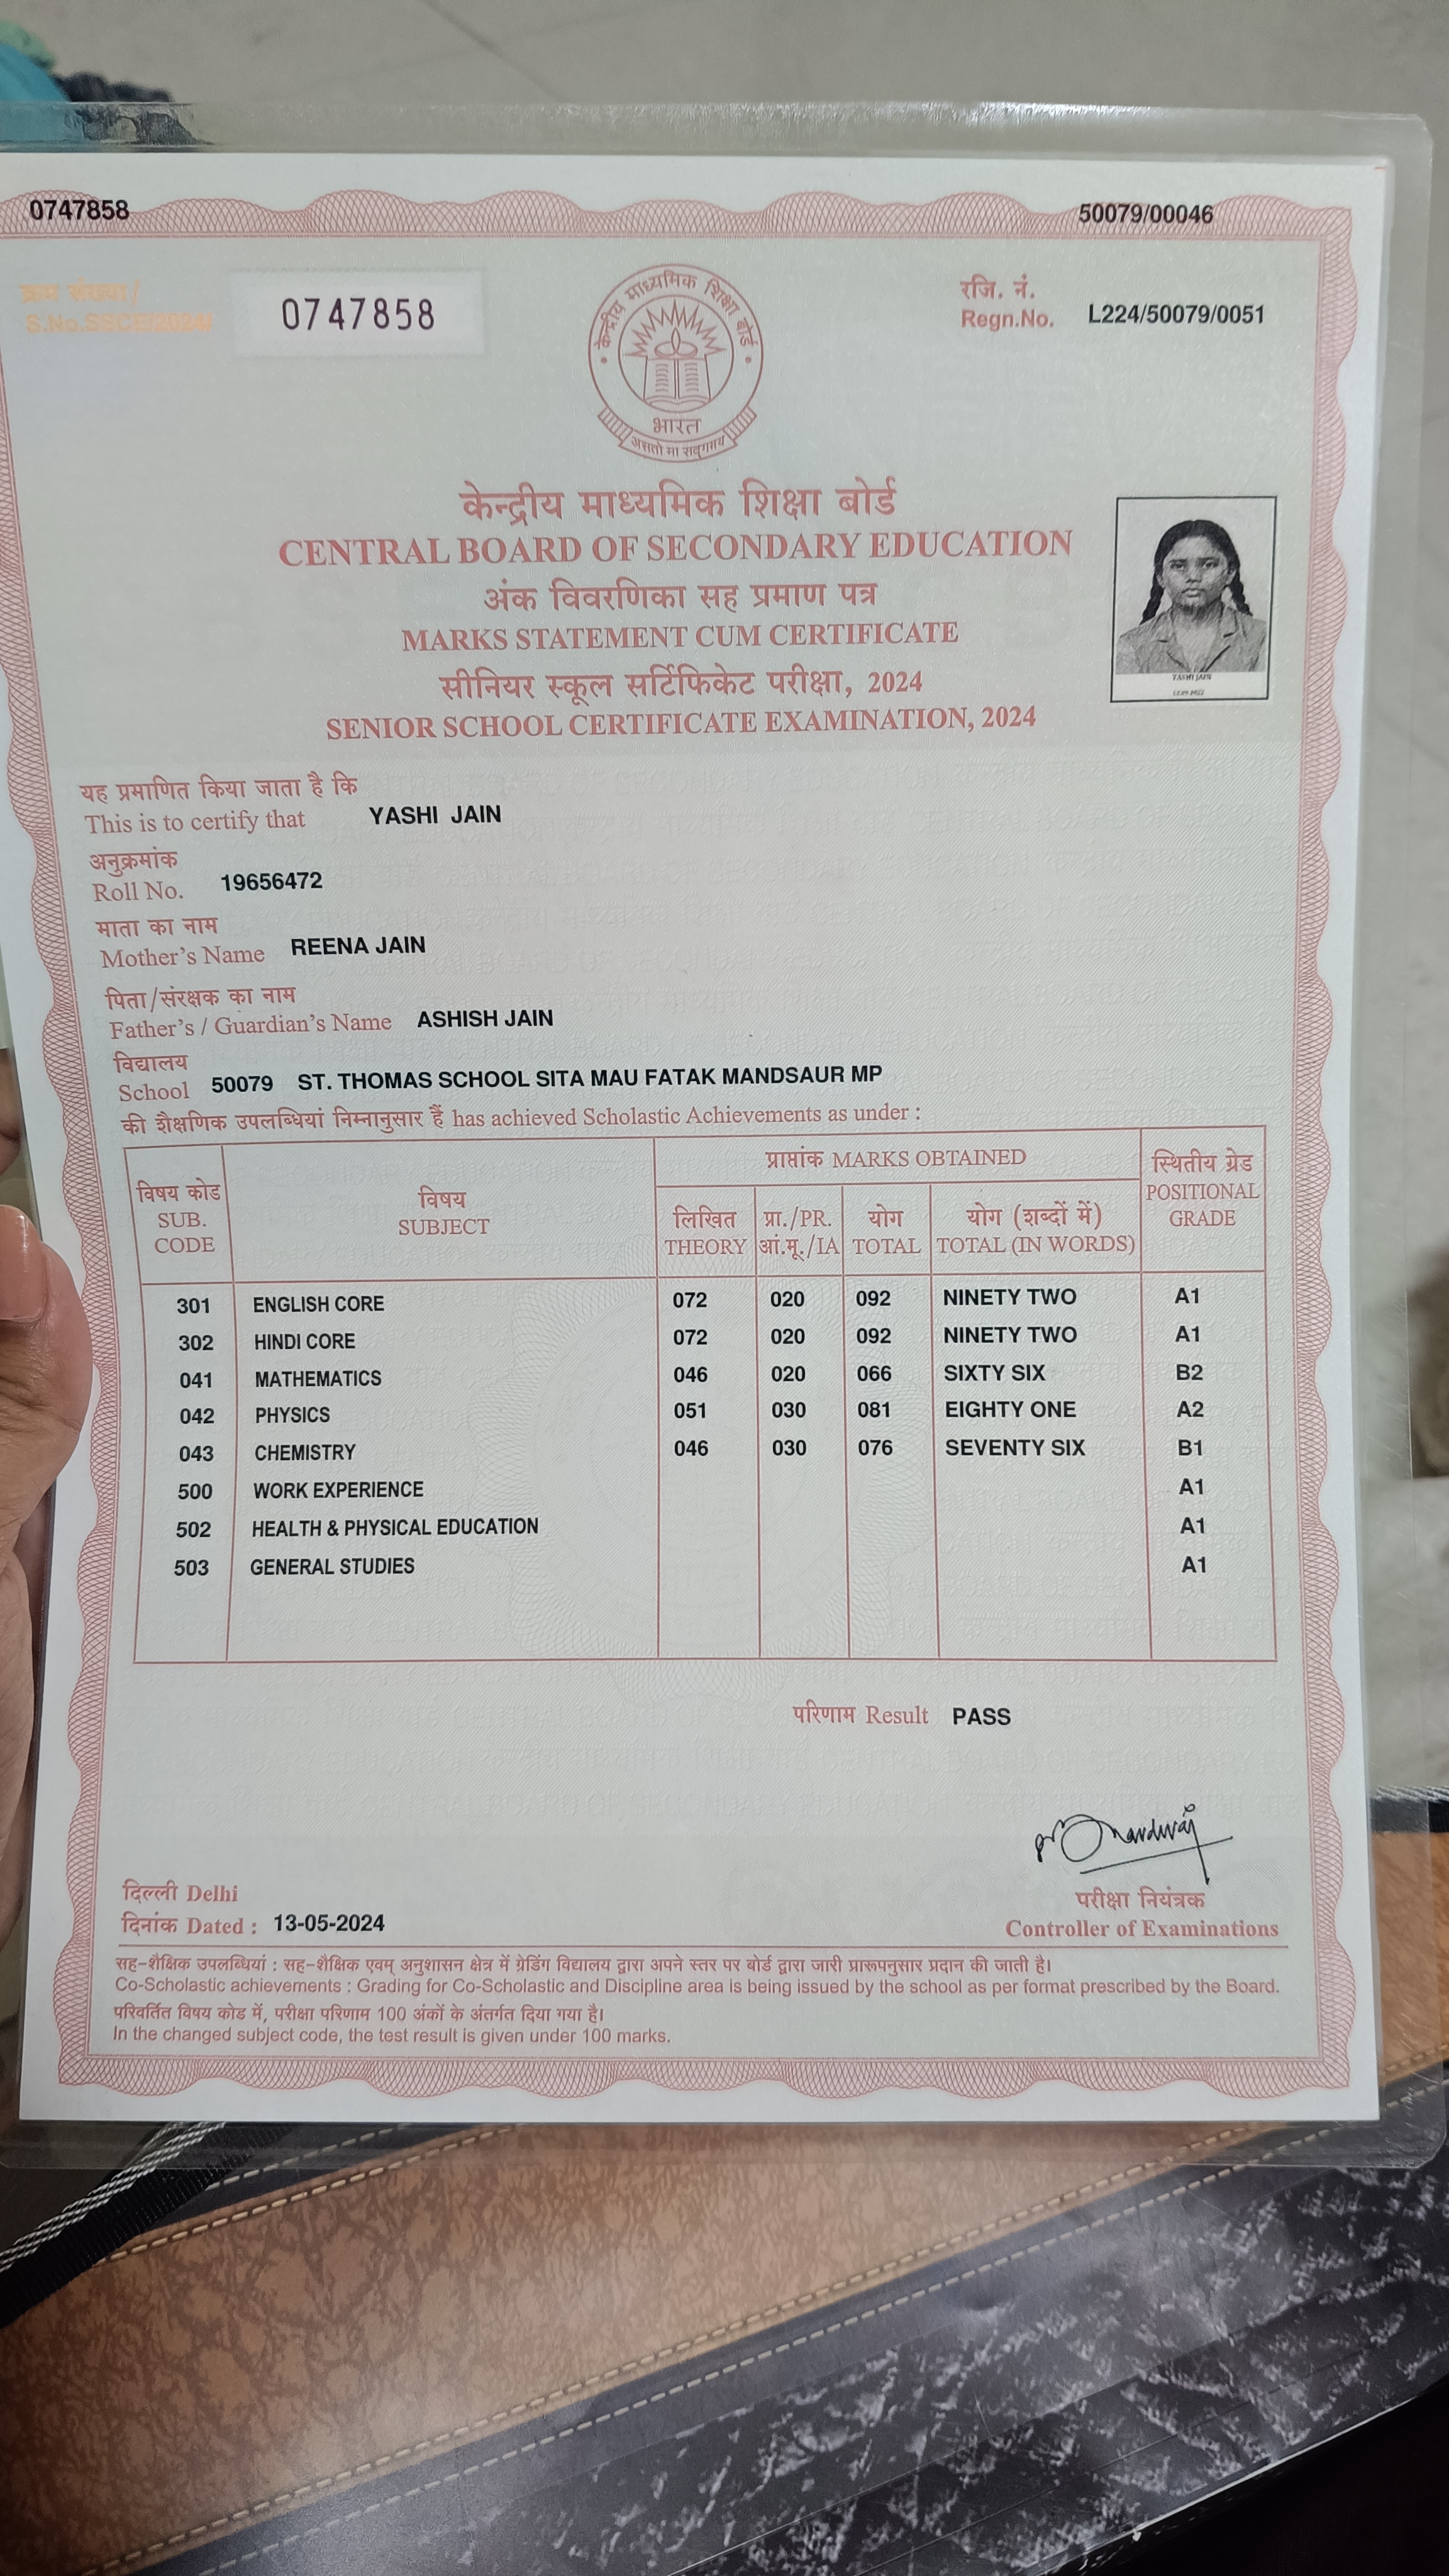 0747858 50079/00046
क्रम संख्या/
S.No.SSCE/2024/ 0747858
रजि. नं.
Regn.No. L224/50079/0051
केन्द्रीय माध्यमिक शिक्षा बोर्ड
भारत
असतो मा सद्गमय
केन्द्रीय माध्यमिक शिक्षा बोर्ड
CENTRAL BOARD OF SECONDARY EDUCATION
अंक विवरणिका सह प्रमाण पत्र
MARKS STATEMENT CUM CERTIFICATE
सीनियर स्कूल सर्टिफिकेट परीक्षा, 2024
SENIOR SCHOOL CERTIFICATE EXAMINATION, 2024
YASHI JAIN
यह प्रमाणित किया जाता है कि
This is to certify that YASHI JAIN
अनुक्रमांक
Roll No. 19656472
माता का नाम
Mother's Name REENA JAIN
पिता/संरक्षक का नाम
Father's / Guardian's Name ASHISH JAIN
विद्यालय
School 50079 ST. THOMAS SCHOOL SITA MAU FATAK MANDSAUR MP
की शैक्षणिक उपलब्धियां निम्नानुसार हैं has achieved Scholastic Achievements as under :
विषय कोड
SUB.
CODE
विषय
SUBJECT
प्राप्तांक MARKS OBTAINED
लिखित
THEORY
प्रा./PR.
आं.मू./IA
योग
TOTAL
योग (शब्दों में)
TOTAL (IN WORDS)
स्थितीय ग्रेड
POSITIONAL
GRADE
301 ENGLISH CORE 072 020 092 NINETY TWO A1
302 HINDI CORE 072 020 092 NINETY TWO A1
041 MATHEMATICS 046 020 066 SIXTY SIX B2
042 PHYSICS 051 030 081 EIGHTY ONE A2
043 CHEMISTRY 046 030 076 SEVENTY SIX B1
500 WORK EXPERIENCE A1
502 HEALTH & PHYSICAL EDUCATION A1
503 GENERAL STUDIES A1
परिणाम Result PASS
दिल्ली Delhi
दिनांक Dated : 13-05-2024
परीक्षा नियंत्रक
Controller of Examinations
सह-शैक्षिक उपलब्धियां : सह-शैक्षिक एवम् अनुशासन क्षेत्र में ग्रेडिंग विद्यालय द्वारा अपने स्तर पर बोर्ड द्वारा जारी प्रारूपनुसार प्रदान की जाती है।
Co-Scholastic achievements : Grading for Co-Scholastic and Discipline area is being issued by the school as per format prescribed by the Board.
परिवर्तित विषय कोड में, परीक्षा परिणाम 100 अंकों के अंतर्गत दिया गया है।
In the changed subject code, the test result is given under 100 marks.